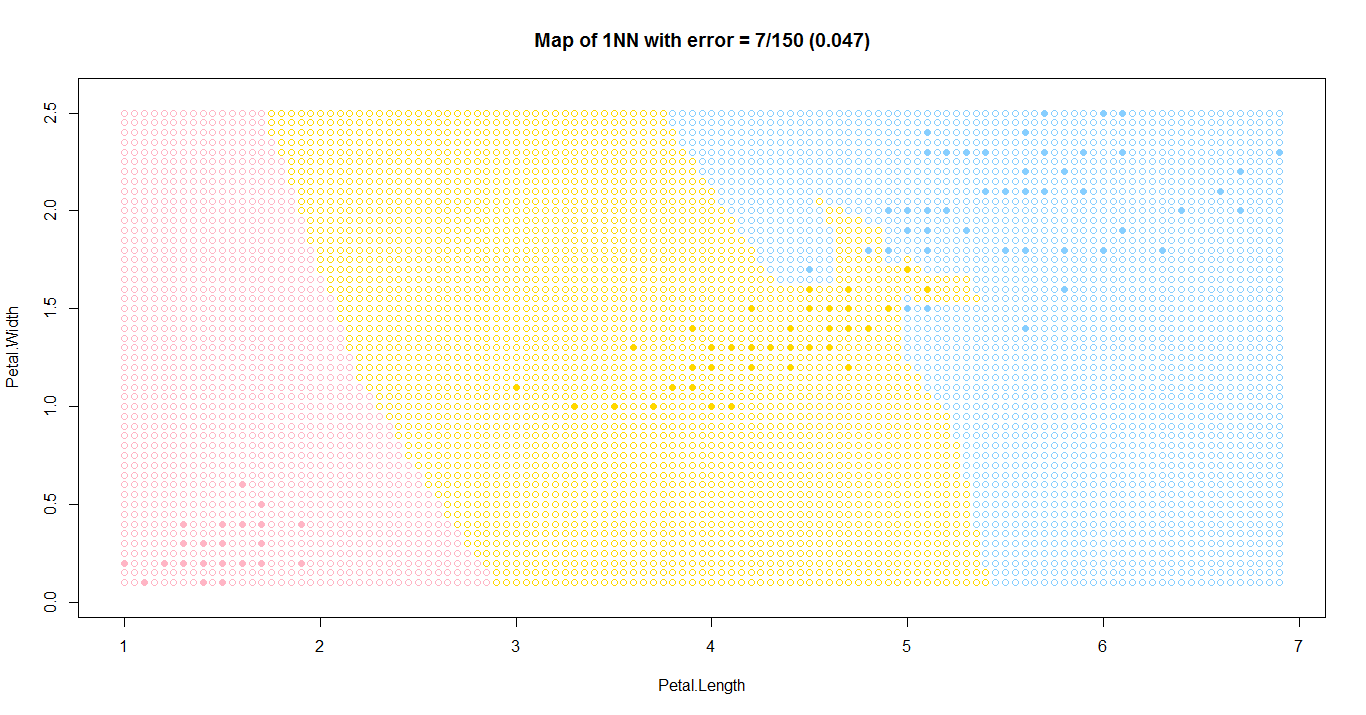 Map of 1NN with error = 7/150 (0.047)
2.5
2.0
1.5
1.0
0.5
0.0
Petal.Width
1 2 3 4 5 6 7
Petal.Length